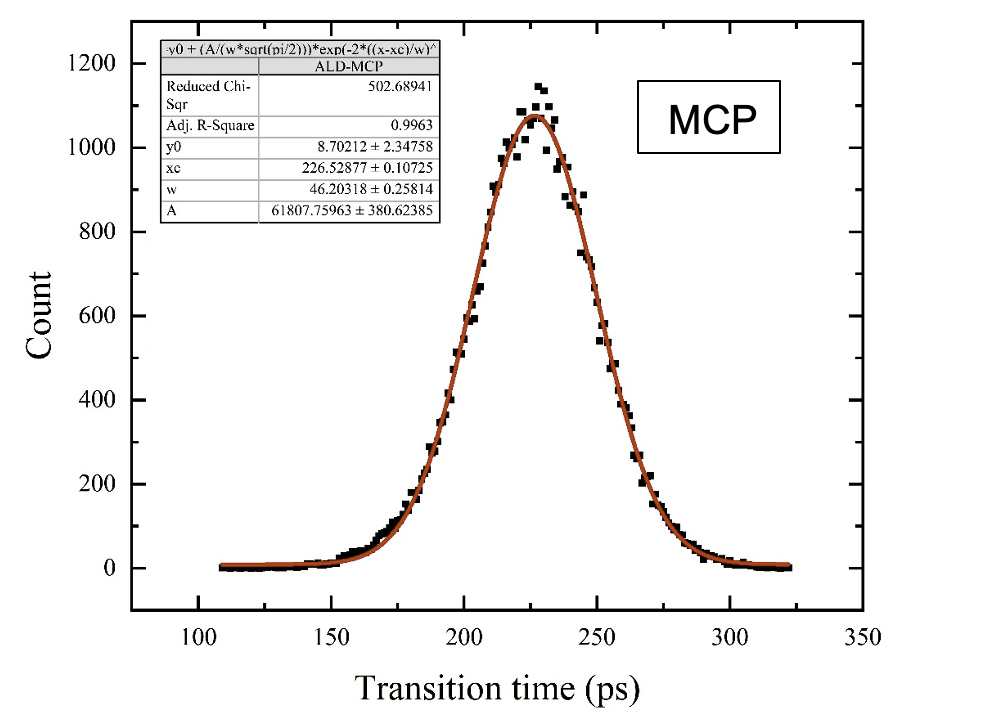 y0 + (A/(w*sqrt(pi/2)))*exp(-2*((x-xc)/w)^
ALD-MCP
Reduced Chi-Sqr 502.68941
Adj. R-Square 0.9963
y0 8.70212 ± 2.34758
xc 226.52877 ± 0.10725
w 46.20318 ± 0.25814
A 61807.75963 ± 380.62385
MCP
1200
1000
800
600
400
200
0
Count
100 150 200 250 300 350
Transition time (ps)